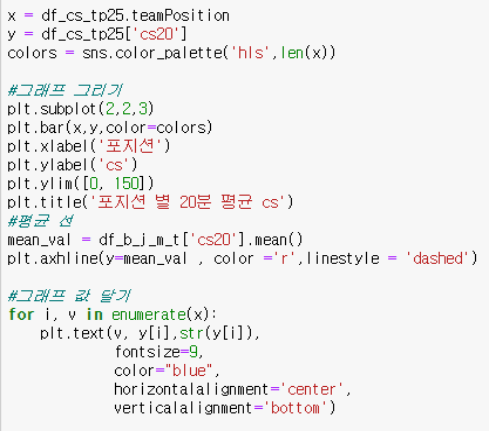 x = df_cs_tp25.teamPosition
y = df_cs_tp25['cs20']
colors = sns.color_palette('hls',len(x))
#그래프 그리기
plt.subplot(2,2,3)
plt.bar(x,y,color=colors)
plt.xlabel('포지션')
plt.ylabel('cs')
plt.ylim([0, 150])
plt.title('포지션 별 20분 평균 cs')
#평균 선
mean_val = df_b_j_m_t['cs20'].mean()
plt.axhline(y=mean_val , color ='r',linestyle = 'dashed')
#그래프 값 달기
for i, v in enumerate(x):
    plt.text(v, y[i],str(y[i]),
             fontsize=9,
             color="blue",
             horizontalalignment='center',
             verticalalignment='bottom')